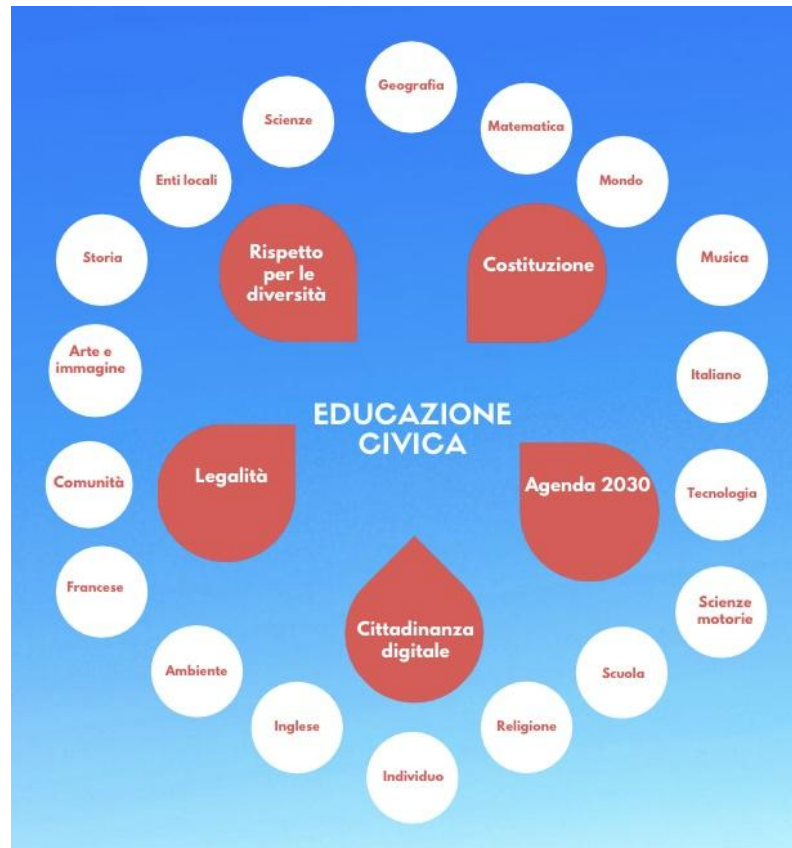 Geografia
Scienze
Matematica
Enti locali
Mondo
Rispetto
per le
diversità
Costituzione
Storia
Musica
Arte e
immagine
Italiano
EDUCAZIONE
CIVICA
Comunità
Legalità
Agenda 2030
Tecnologia
Francese
Scienze
motorie
Cittadinanza
digitale
Ambiente
Scuola
Inglese
Religione
Individuo